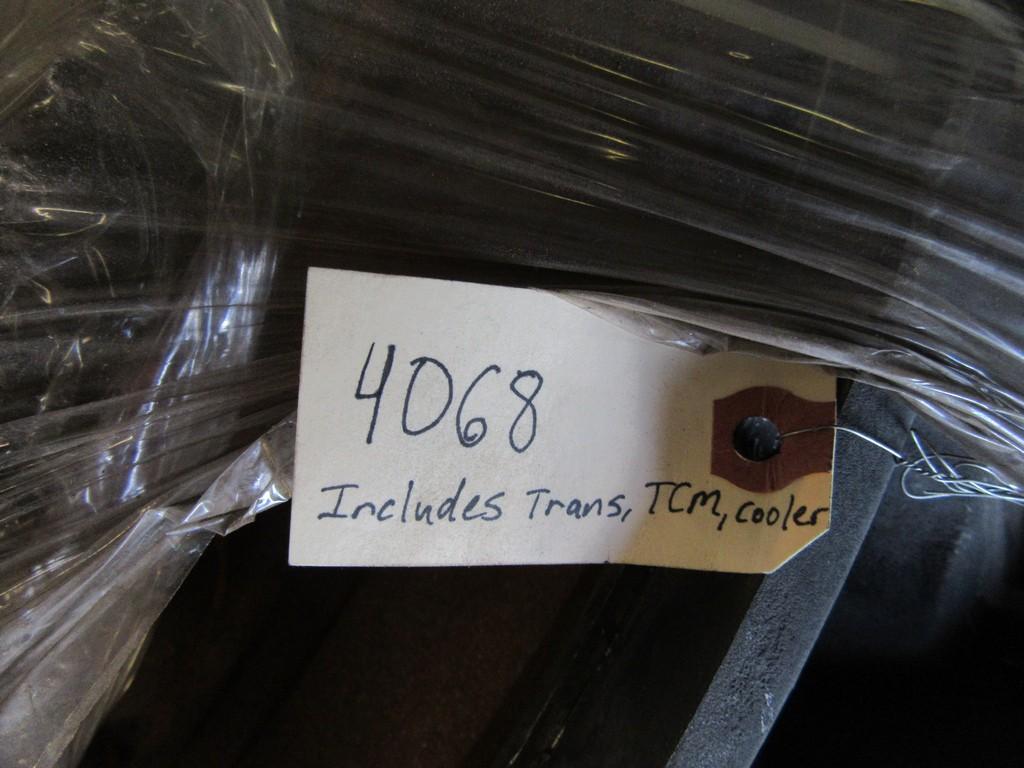 4068
Includes Trans, TCM, cooler